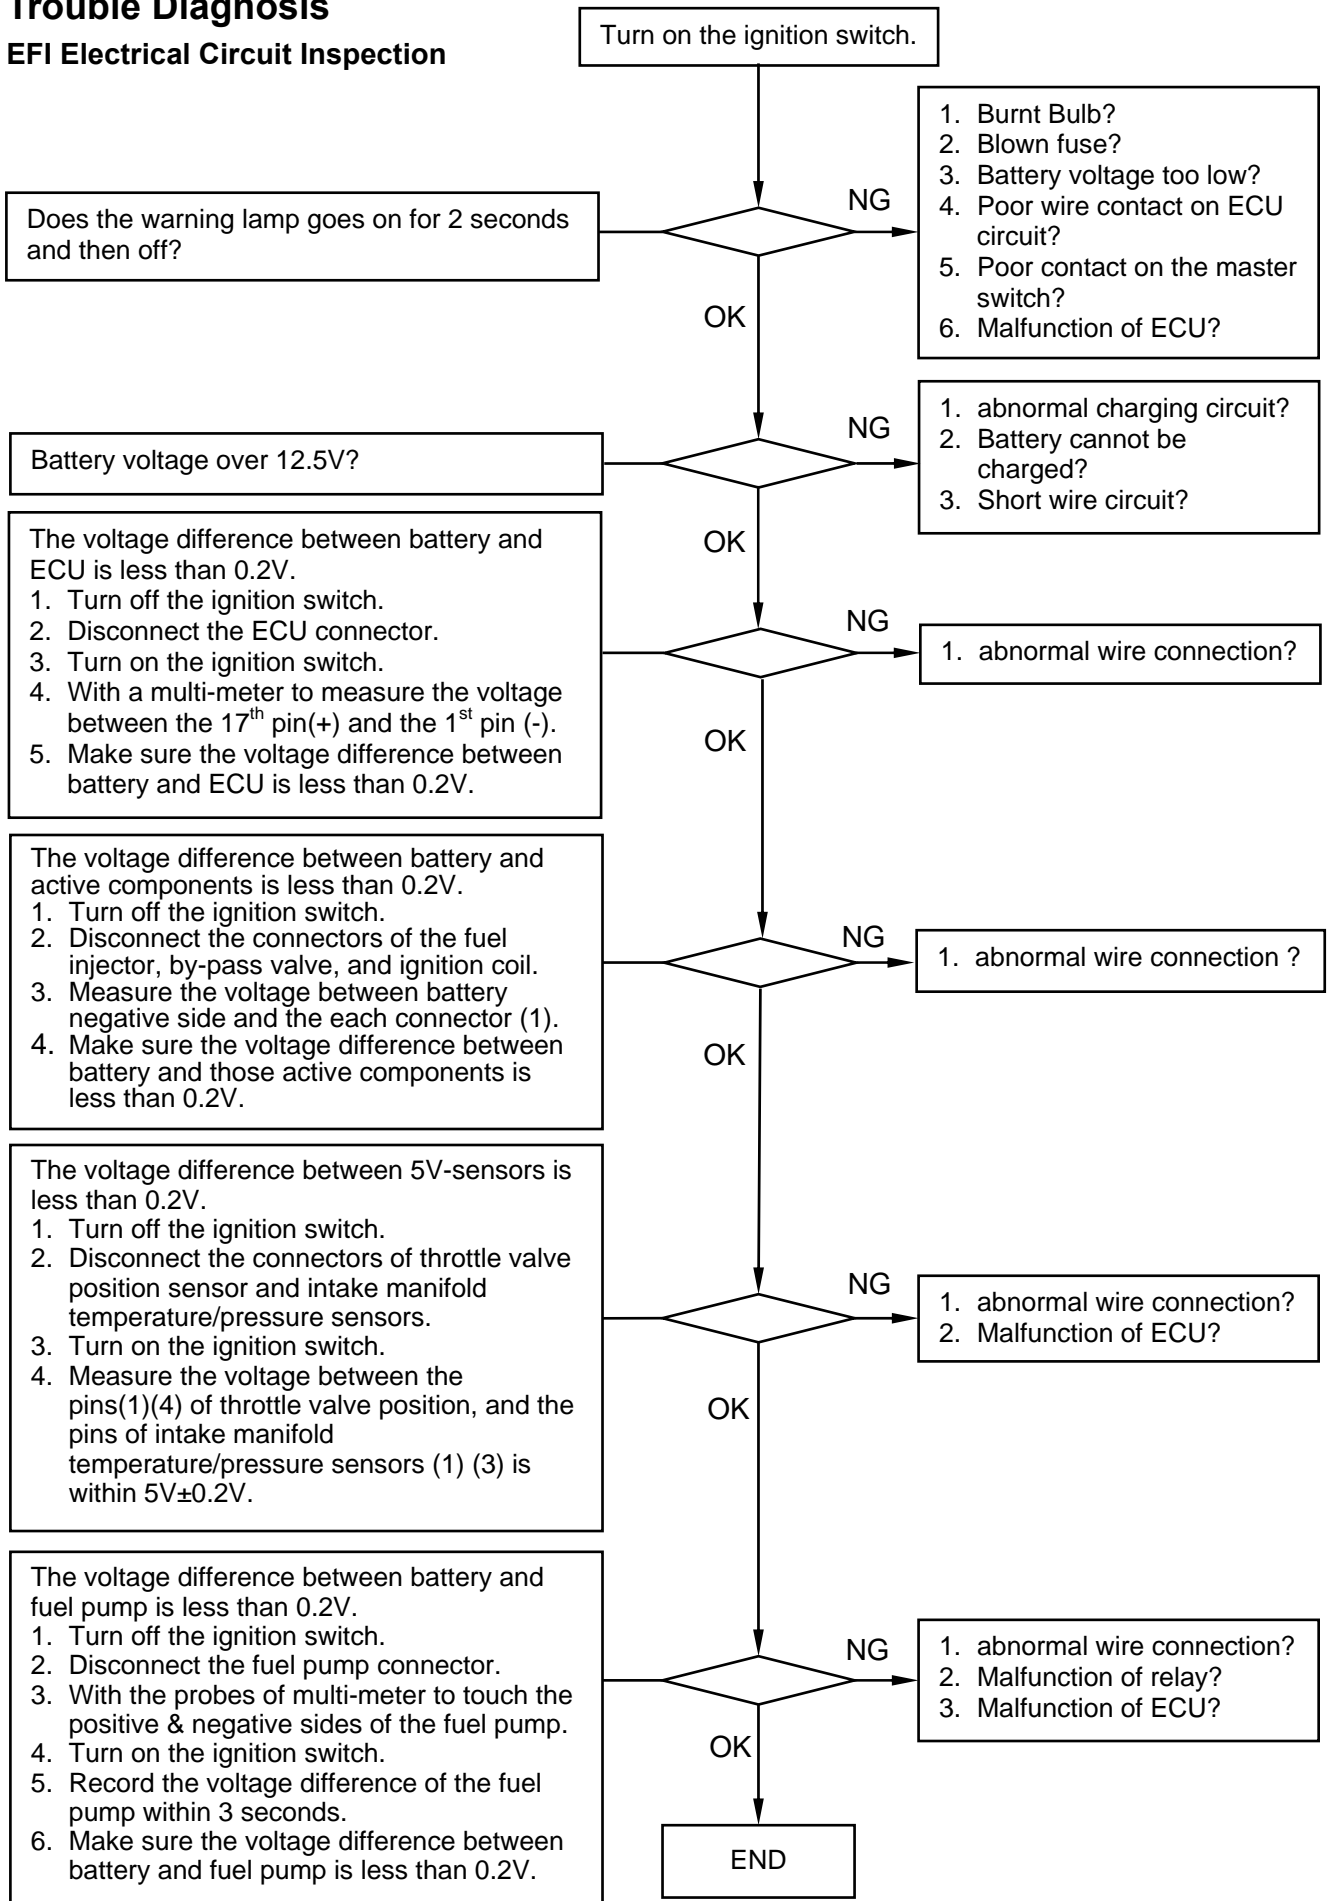 Trouble Diagnosis
EFI Electrical Circuit Inspection
Turn on the ignition switch.
Does the warning lamp goes on for 2 seconds
and then off?
NG
1. Burnt Bulb?
2. Blown fuse?
3. Battery voltage too low?
4. Poor wire contact on ECU
circuit?
5. Poor contact on the master
switch?
6. Malfunction of ECU?
OK
Battery voltage over 12.5V?
NG
1. abnormal charging circuit?
2. Battery cannot be
charged?
3. Short wire circuit?
OK
The voltage difference between battery and
ECU is less than 0.2V.
1. Turn off the ignition switch.
2. Disconnect the ECU connector.
3. Turn on the ignition switch.
4. With a multi-meter to measure the voltage
between the 17th pin(+) and the 1st pin (-).
5. Make sure the voltage difference between
battery and ECU is less than 0.2V.
NG
1. abnormal wire connection?
OK
The voltage difference between battery and
active components is less than 0.2V.
1. Turn off the ignition switch.
2. Disconnect the connectors of the fuel
injector, by-pass valve, and ignition coil.
3. Measure the voltage between battery
negative side and the each connector (1).
4. Make sure the voltage difference between
battery and those active components is
less than 0.2V.
NG
1. abnormal wire connection ?
OK
The voltage difference between 5V-sensors is
less than 0.2V.
1. Turn off the ignition switch.
2. Disconnect the connectors of throttle valve
position sensor and intake manifold
temperature/pressure sensors.
3. Turn on the ignition switch.
4. Measure the voltage between the
pins(1)(4) of throttle valve position, and the
pins of intake manifold
temperature/pressure sensors (1) (3) is
within 5V±0.2V.
NG
1. abnormal wire connection?
2. Malfunction of ECU?
OK
The voltage difference between battery and
fuel pump is less than 0.2V.
1. Turn off the ignition switch.
2. Disconnect the fuel pump connector.
3. With the probes of multi-meter to touch the
positive & negative sides of the fuel pump.
4. Turn on the ignition switch.
5. Record the voltage difference of the fuel
pump within 3 seconds.
6. Make sure the voltage difference between
battery and fuel pump is less than 0.2V.
NG
1. abnormal wire connection?
2. Malfunction of relay?
3. Malfunction of ECU?
OK
END